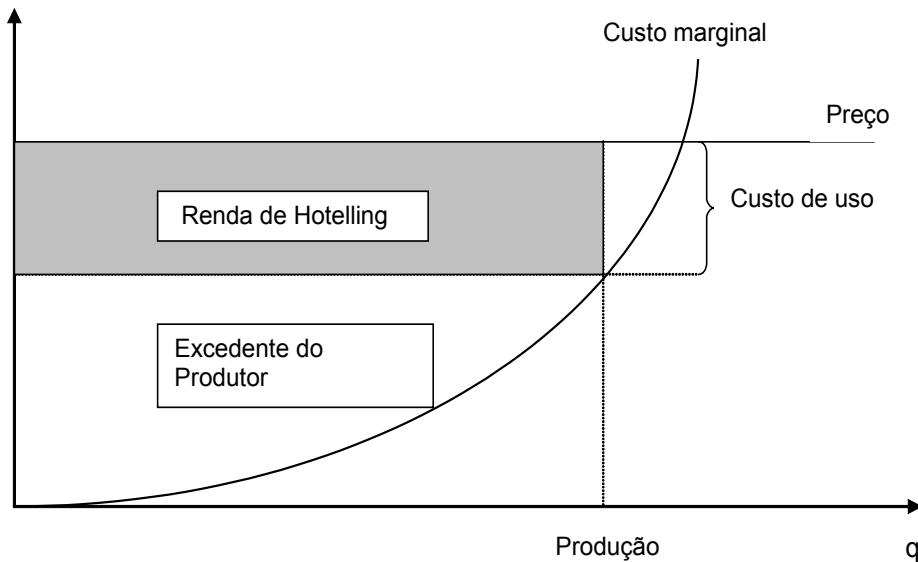 Custo marginal
Preço
Custo de uso
Renda de Hotelling
Excedente do
Produtor
Produção
q